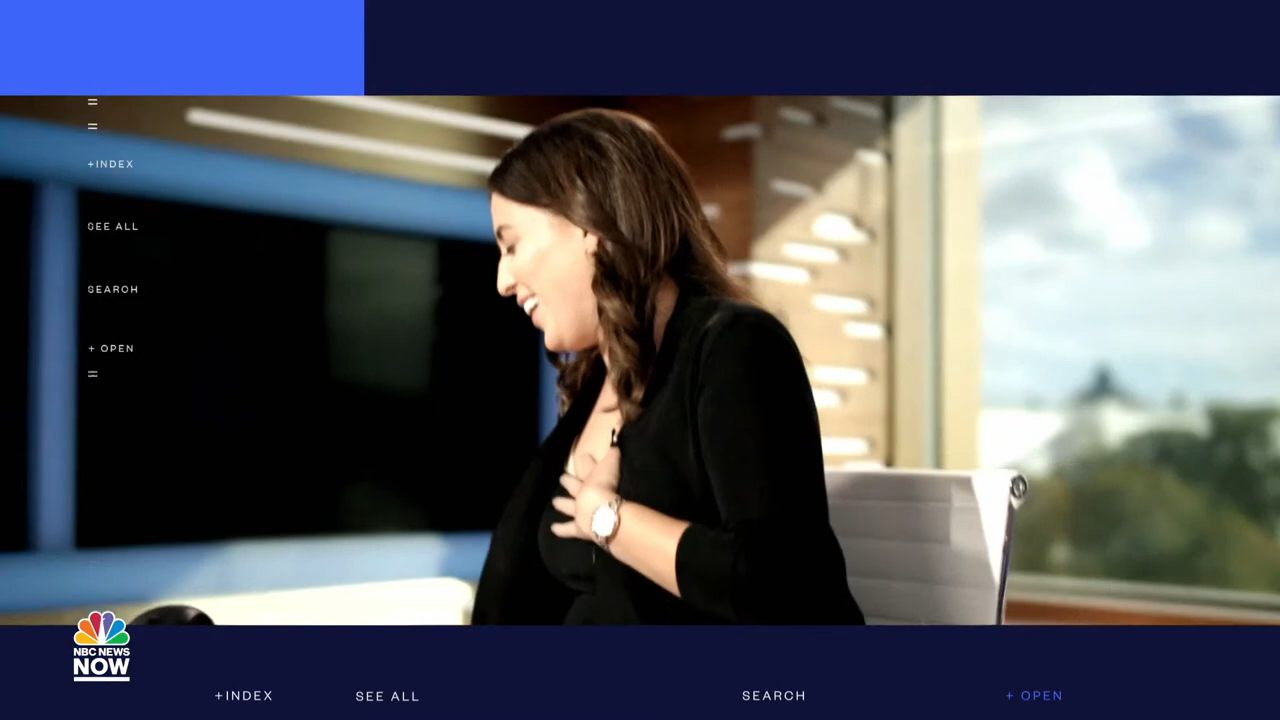 +INDEX
SEE ALL
SEARCH
+ OPEN
NBC NEWS
NOW
+INDEX
SEE ALL
SEARCH
+ OPEN